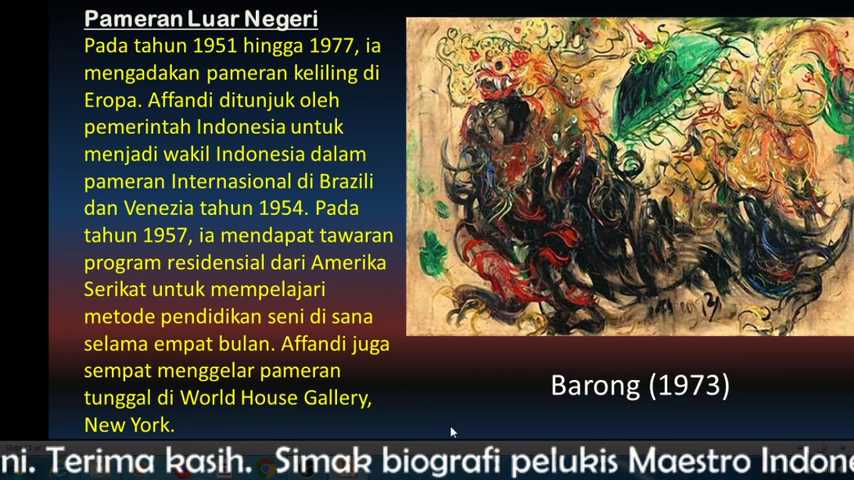 Pameran Luar Negeri
Pada tahun 1951 hingga 1977, ia
mengadakan pameran keliling di
Eropa. Affandi ditunjuk oleh
pemerintah Indonesia untuk
menjadi wakil Indonesia dalam
pameran Internasional di Brazili
dan Venezia tahun 1954. Pada
tahun 1957, ia mendapat tawaran
program residensial dari Amerika
Serikat untuk mempelajari
metode pendidikan seni di sana
selama empat bulan. Affandi juga
sempat menggelar pameran
tunggal di World House Gallery,
New York.
Barong (1973)
ni. Terima kasih. Simak biografi pelukis Maestro Indone